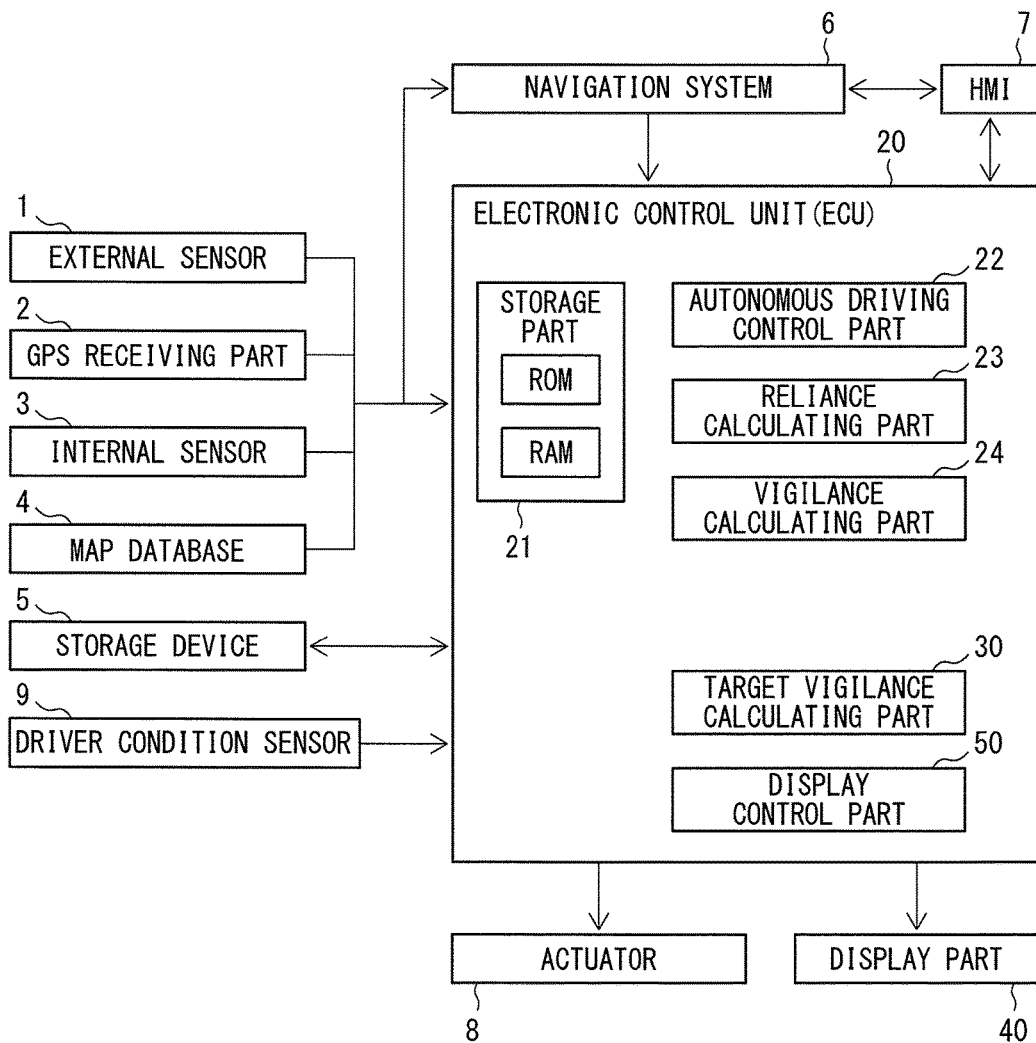 6
7
NAVIGATION SYSTEM
HMI
20
ELECTRONIC CONTROL UNIT(ECU)
1
EXTERNAL SENSOR
2
GPS RECEIVING PART
3
INTERNAL SENSOR
4
MAP DATABASE
5
STORAGE DEVICE
9
DRIVER CONDITION SENSOR
STORAGE
PART
ROM
RAM
21
22
AUTONOMOUS DRIVING
CONTROL PART
23
RELIANCE
CALCULATING PART
24
VIGILANCE
CALCULATING PART
30
TARGET VIGILANCE
CALCULATING PART
50
DISPLAY
CONTROL PART
ACTUATOR
8
DISPLAY PART
40